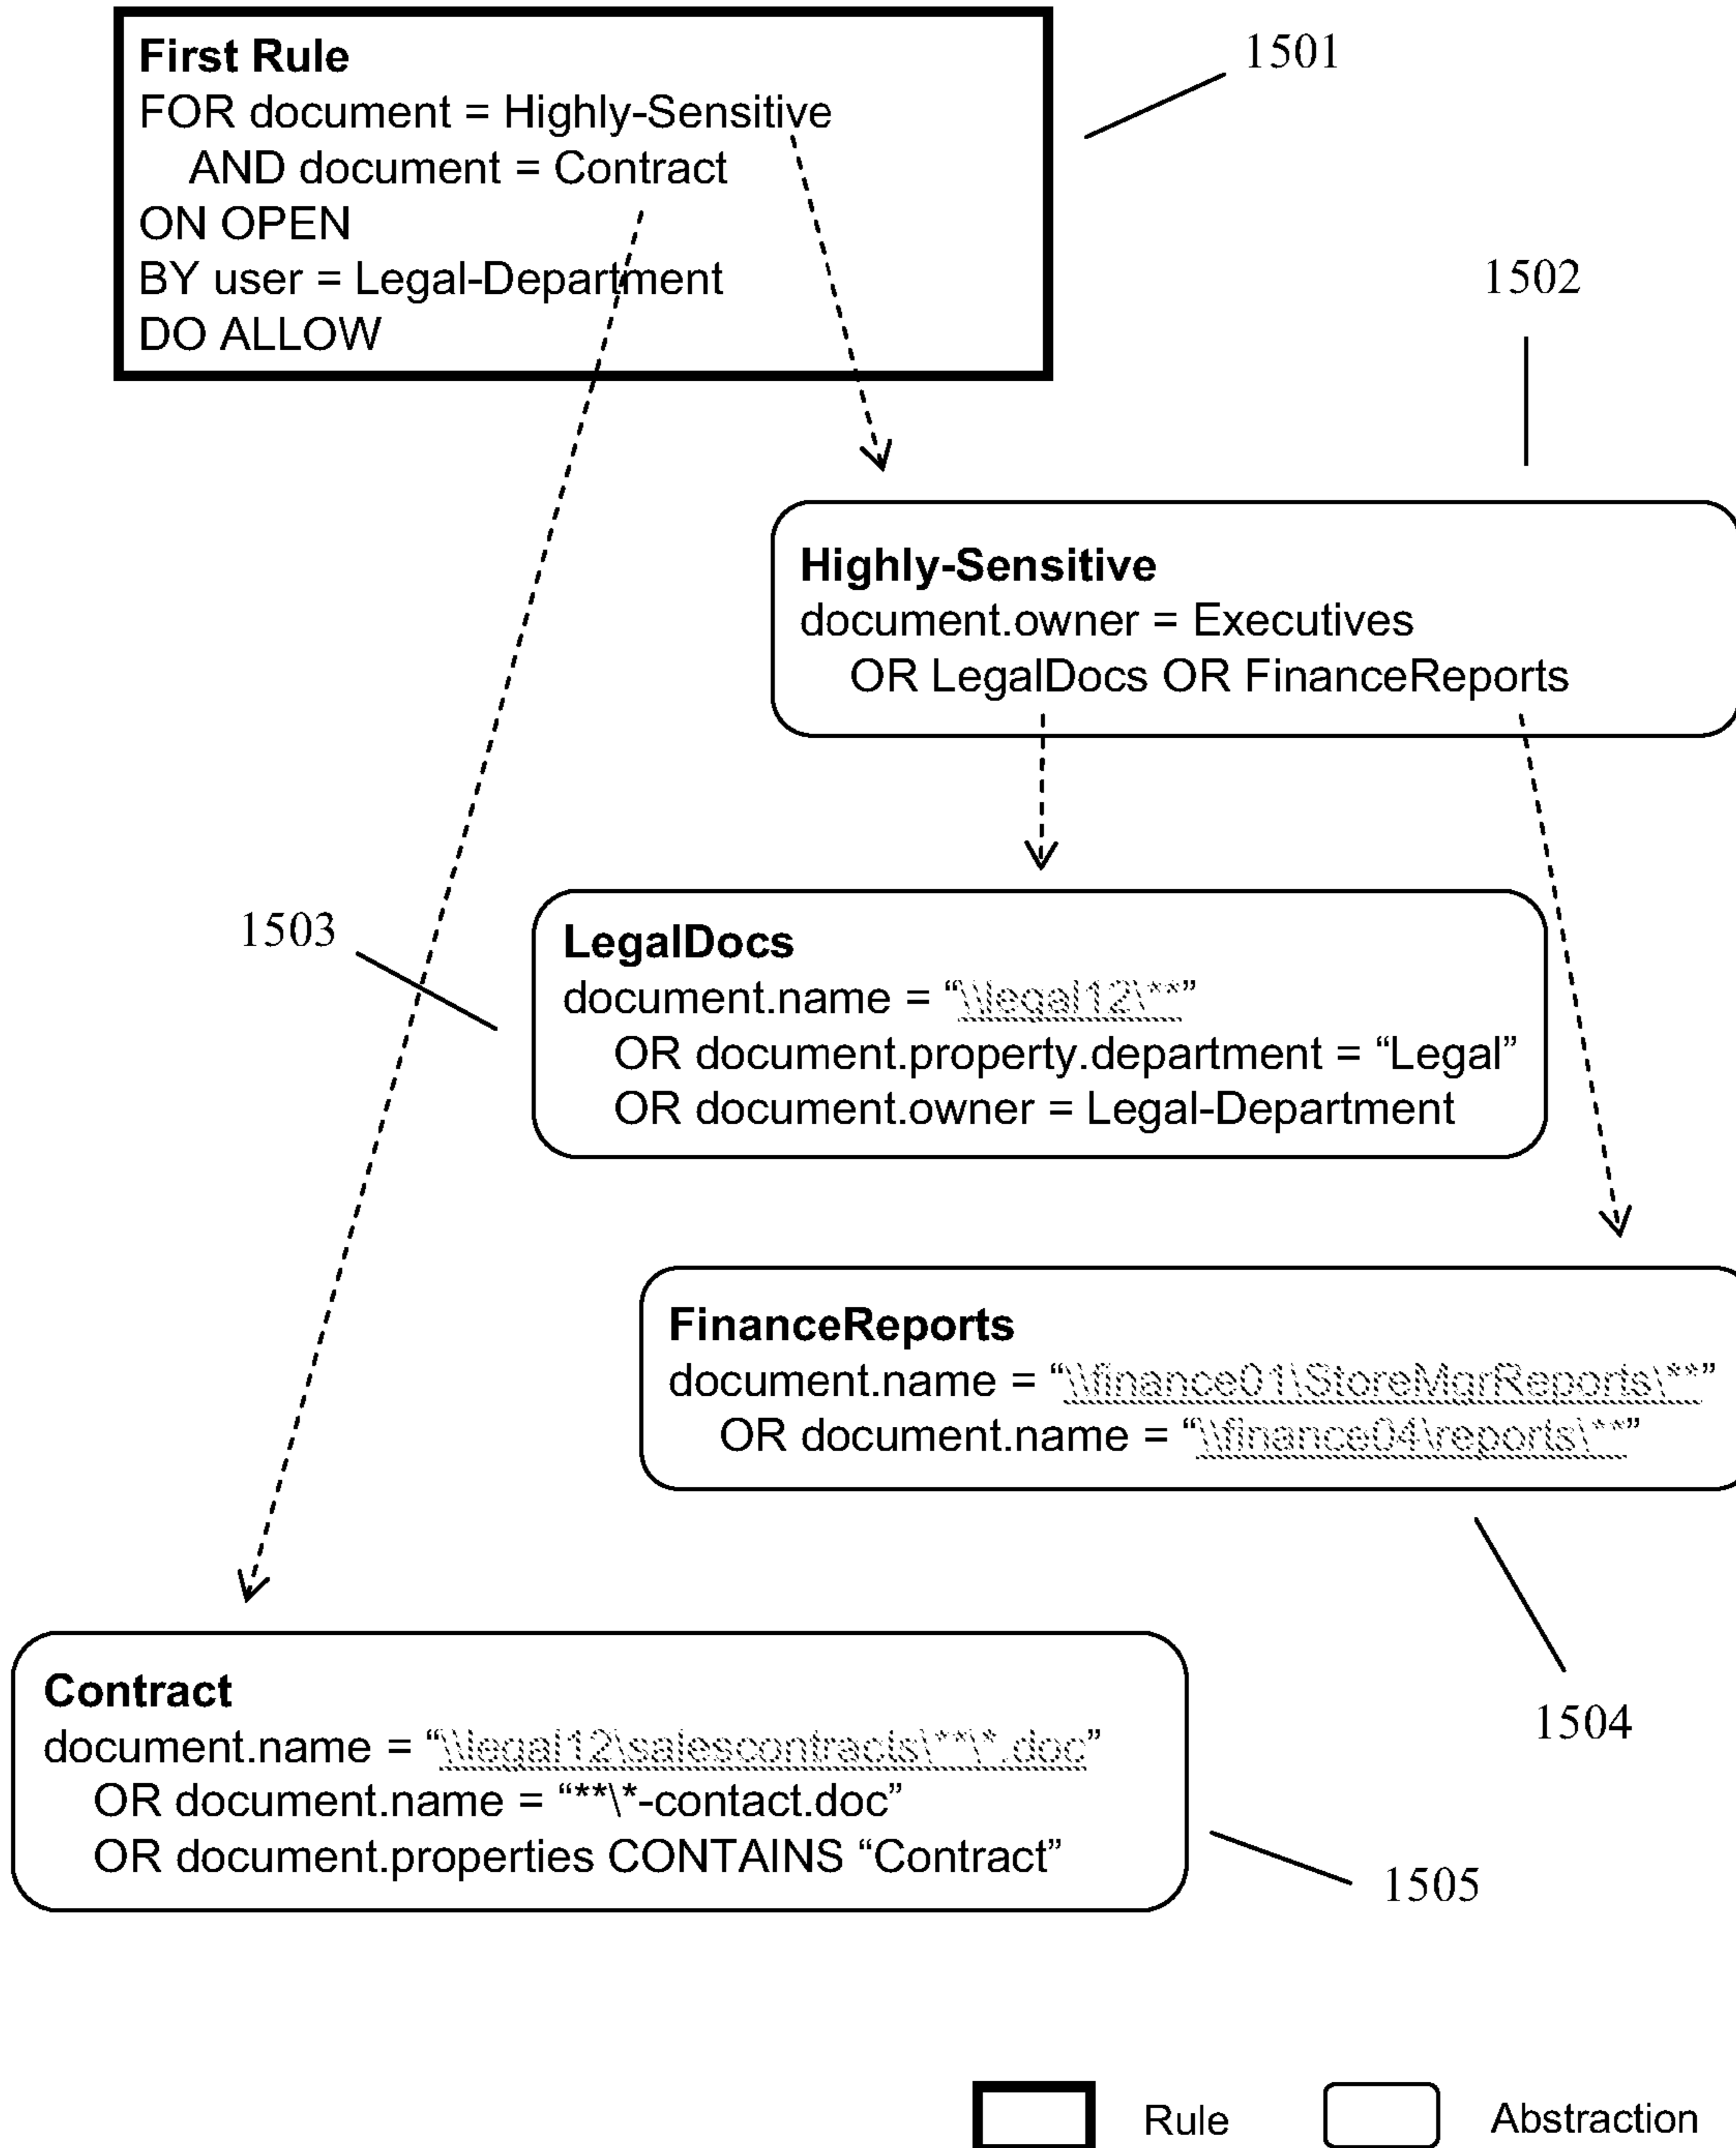 First Rule
FOR document = Highly-Sensitive
AND document = Contract
ON OPEN
BY user = Legal-Department
DO ALLOW
1501
1502
Highly-Sensitive
document.owner = Executives
OR LegalDocs OR FinanceReports
1503
LegalDocs
document.name = “\\legal12\**”
OR document.property.department = “Legal”
OR document.owner = Legal-Department
FinanceReports
document.name = “\\finance01\StoreMgrReports\**”
OR document.name = “\\finance04\reports\**”
1504
Contract
document.name = “\\legal12\salescontracts\**\*.doc”
OR document.name = “**\*-contact.doc”
OR document.properties CONTAINS “Contract”
1505
Rule
Abstraction